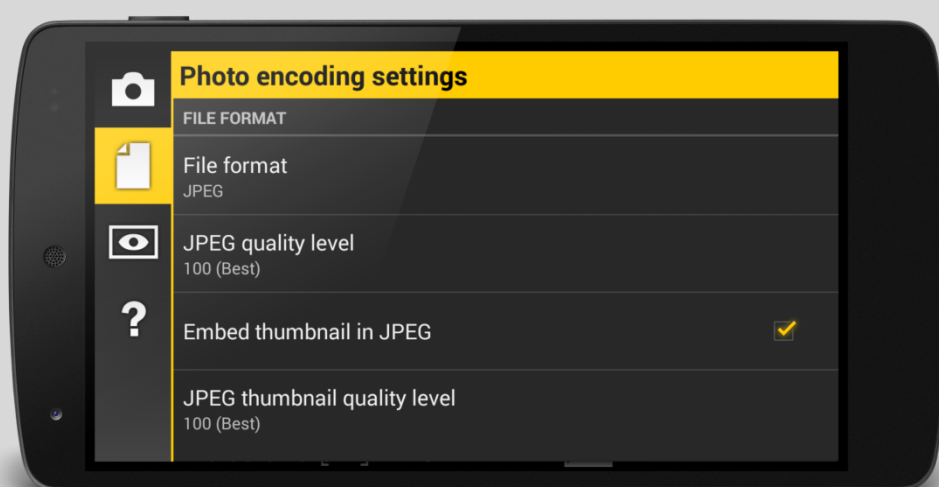 Photo encoding settings
FILE FORMAT
File format
JPEG
JPEG quality level
100 (Best)
Embed thumbnail in JPEG
JPEG thumbnail quality level
100 (Best)